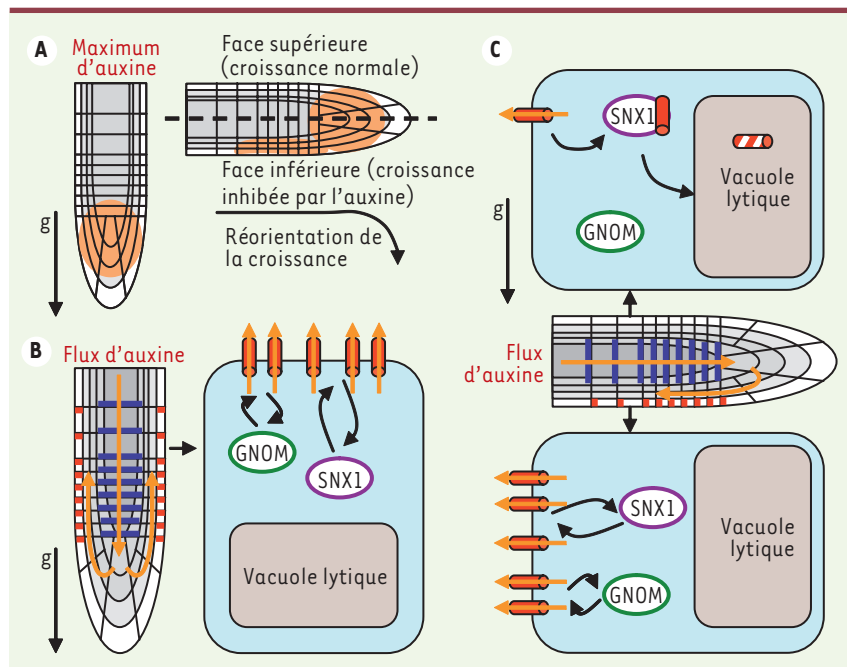 A
Maximum
d'auxine
Face supérieure
(croissance normale)
Face inférieure (croissance
inhibée par l'auxine)
Réorientation de
la croissance
g
B
Flux d'auxine
g
GNOM
SNX1
Vacuole lytique
C
SNX1
Vacuole
lytique
GNOM
g
Flux
d'auxine
SNX1
Vacuole
lytique
GNOM